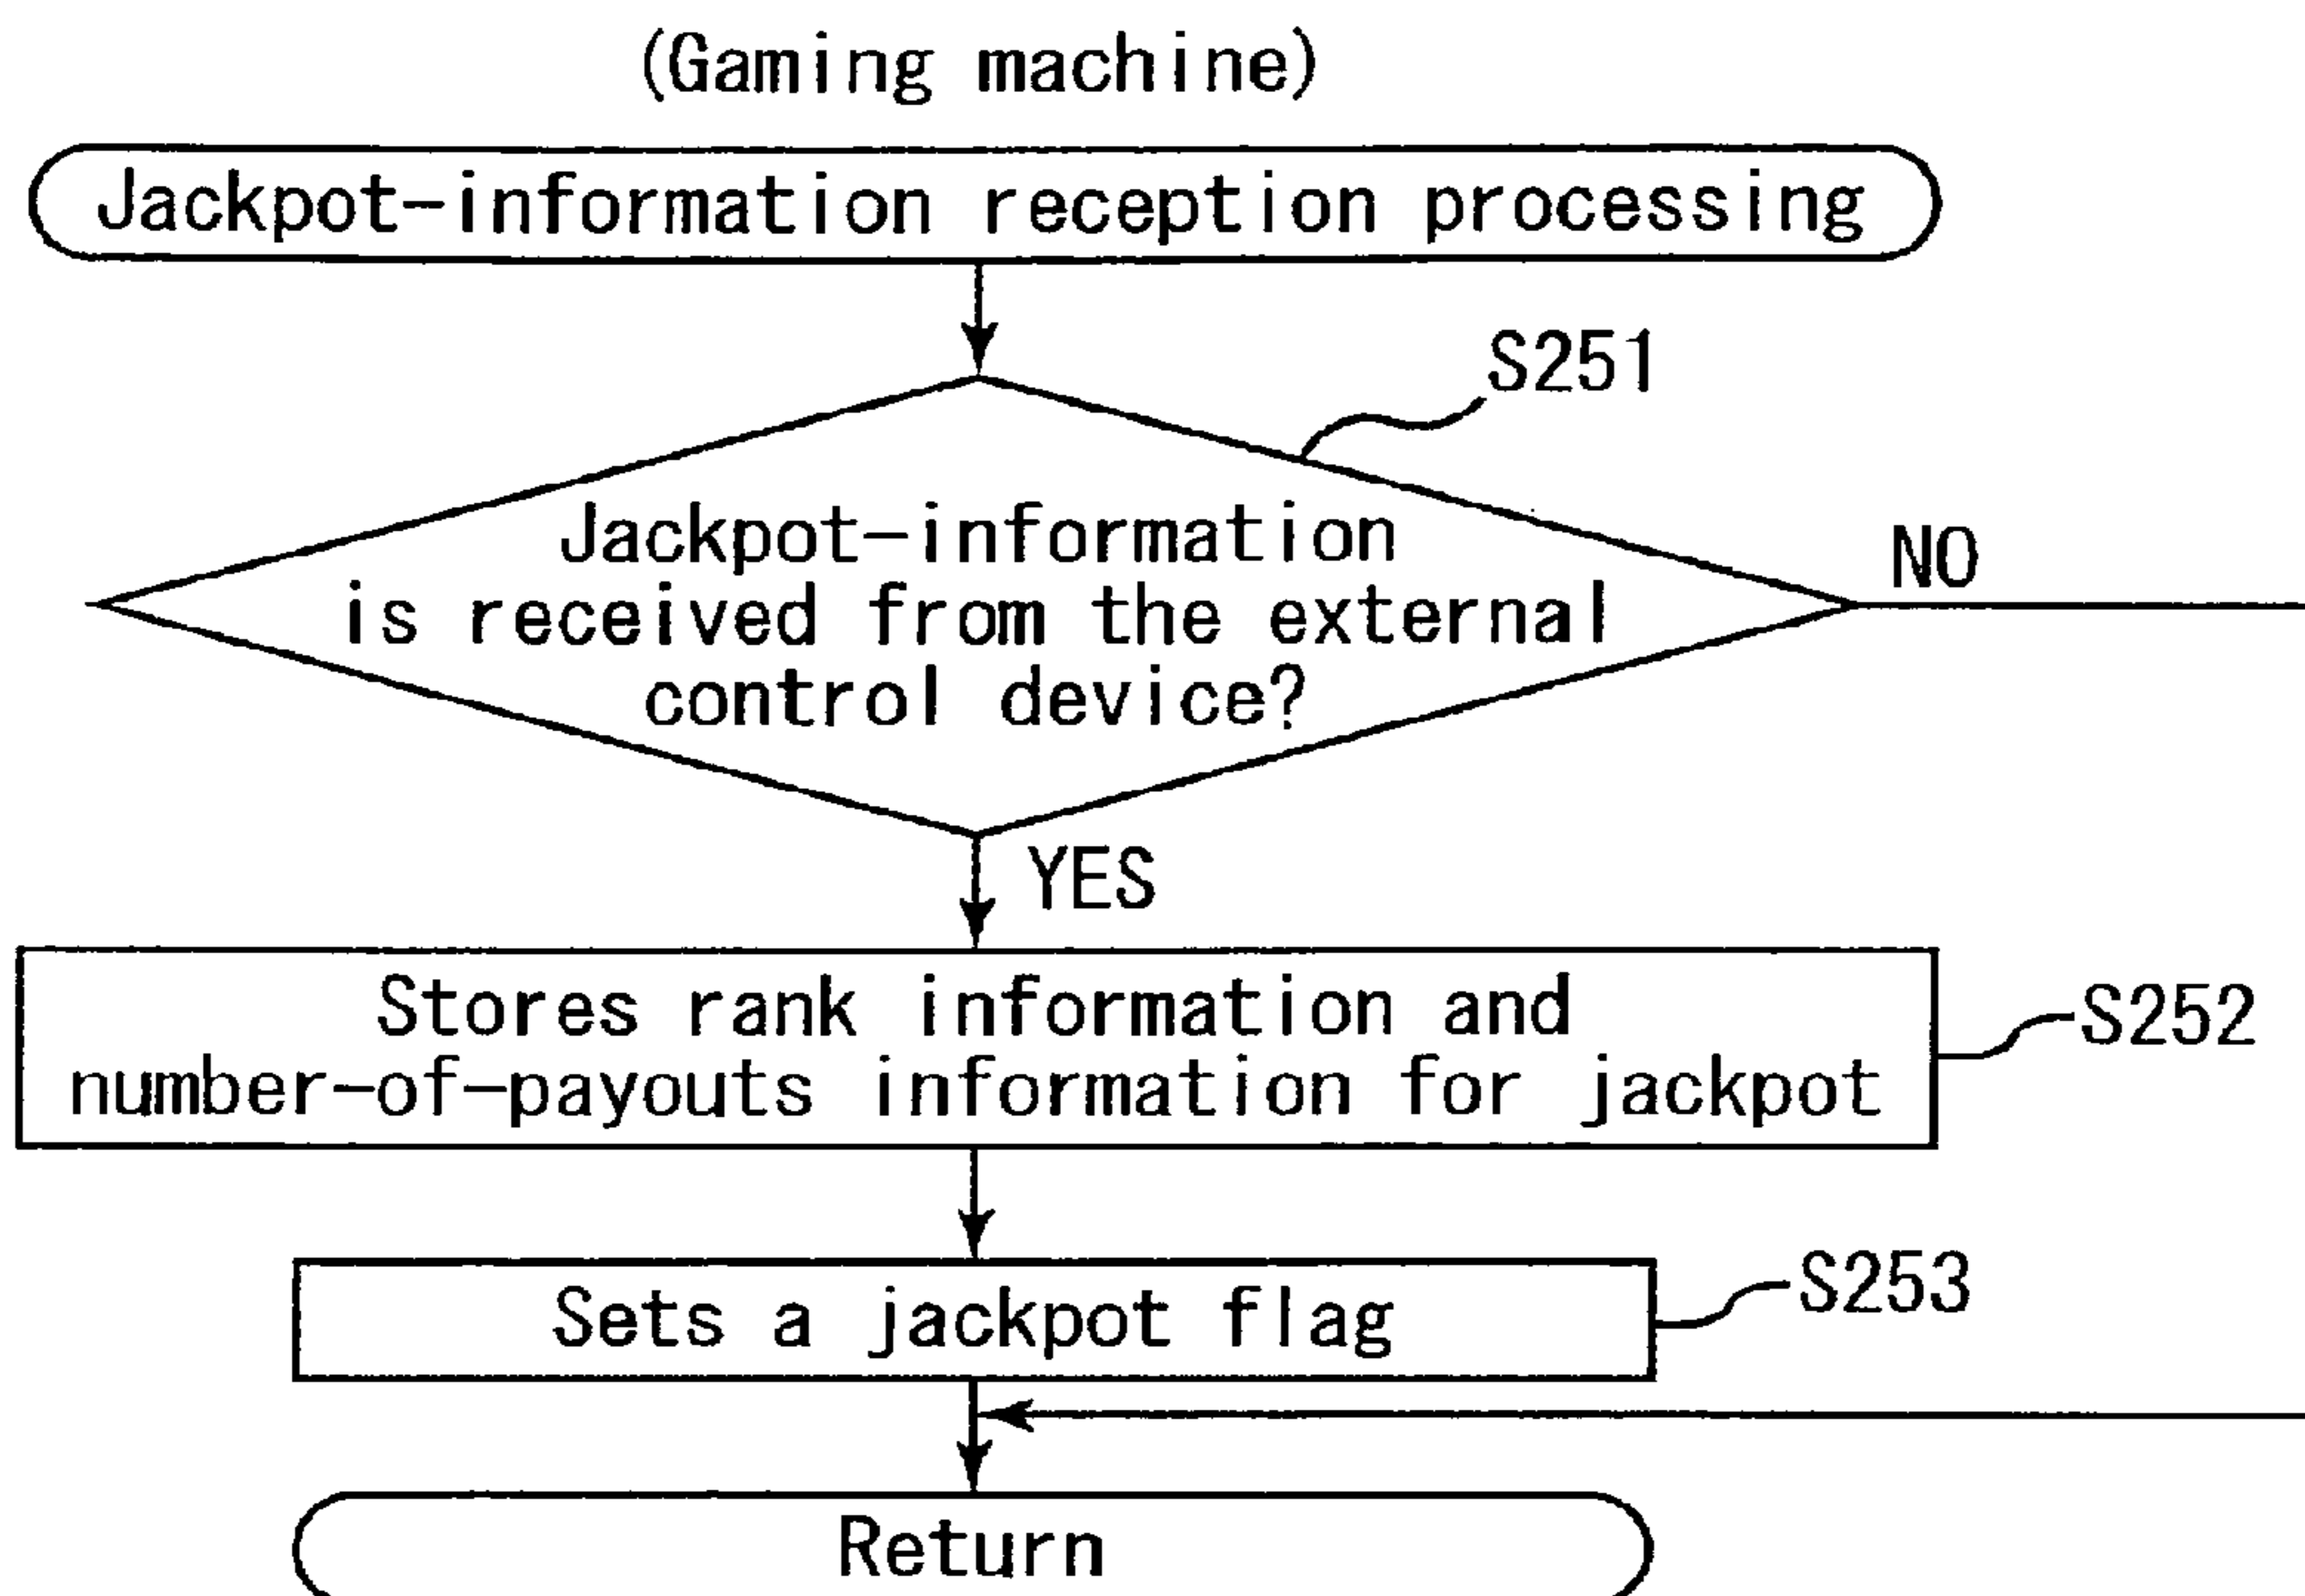 (Gaming machine)
Jackpot-information reception processing
S251
Jackpot-information
is received from the external
control device?
NO
YES
Stores rank information and
number-of-payouts information for jackpot
S252
Sets a jackpot flag
S253
Return